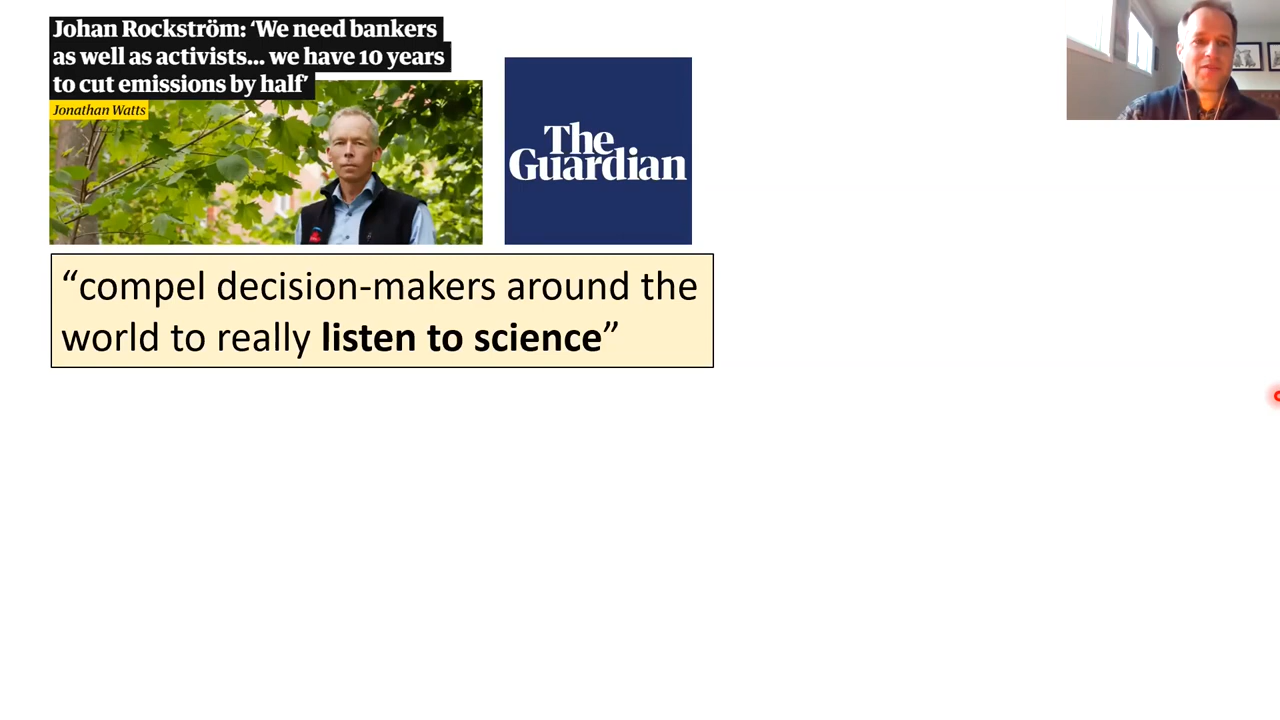 Johan Rockström: ‘We need bankers
as well as activists... we have 10 years
to cut emissions by half’
Jonathan Watts
The
Guardian
“compel decision-makers around the
world to really listen to science”